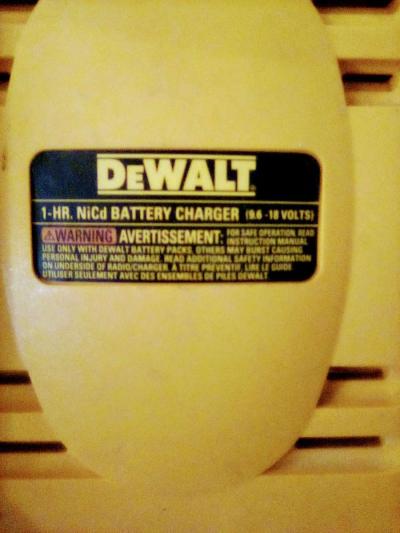 DEWALT
1-HR. NiCd BATTERY CHARGER (9.6 -18 VOLTS)
⚠WARNING AVERTISSEMENT: FOR SAFE OPERATION, READ
INSTRUCTION MANUAL
USE ONLY WITH DEWALT BATTERY PACKS. OTHERS MAY BURST CAUSING
PERSONAL INJURY AND DAMAGE. READ ADDITIONAL SAFETY INFORMATION
ON UNDERSIDE OF RADIO/CHARGER. À TITRE PRÉVENTIF, LIRE LE GUIDE
UTILISER SEULEMENT AVEC DES ENSEMBLES DE PILES DEWALT